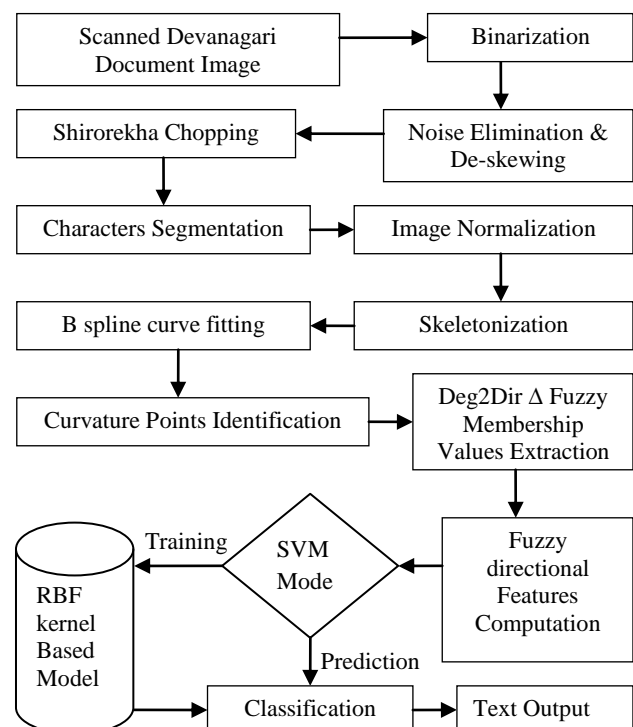 Scanned Devanagari
Document Image
Binarization
Noise Elimination &
De-skewing
Shirorekha Chopping
Characters Segmentation
Image Normalization
Skeletonization
B spline curve fitting
Curvature Points Identification
Deg2Dir Δ Fuzzy
Membership
Values Extraction
Fuzzy
directional
Features
Computation
SVM
Mode
Training
RBF
kernel
Based
Model
Prediction
Classification
Text Output